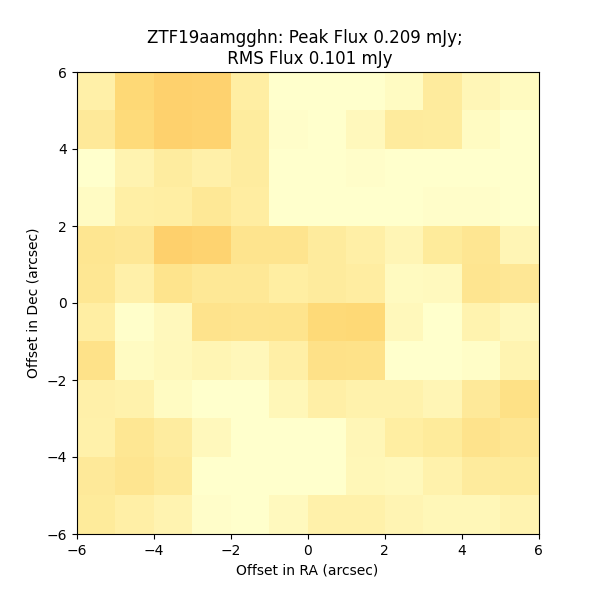 ZTF19aamgghn: Peak Flux 0.209 mJy;
RMS Flux 0.101 mJy
6
4
2
0
−2
−4
−6
Offset in Dec (arcsec)
−6 −4 −2 0 2 4 6
Offset in RA (arcsec)